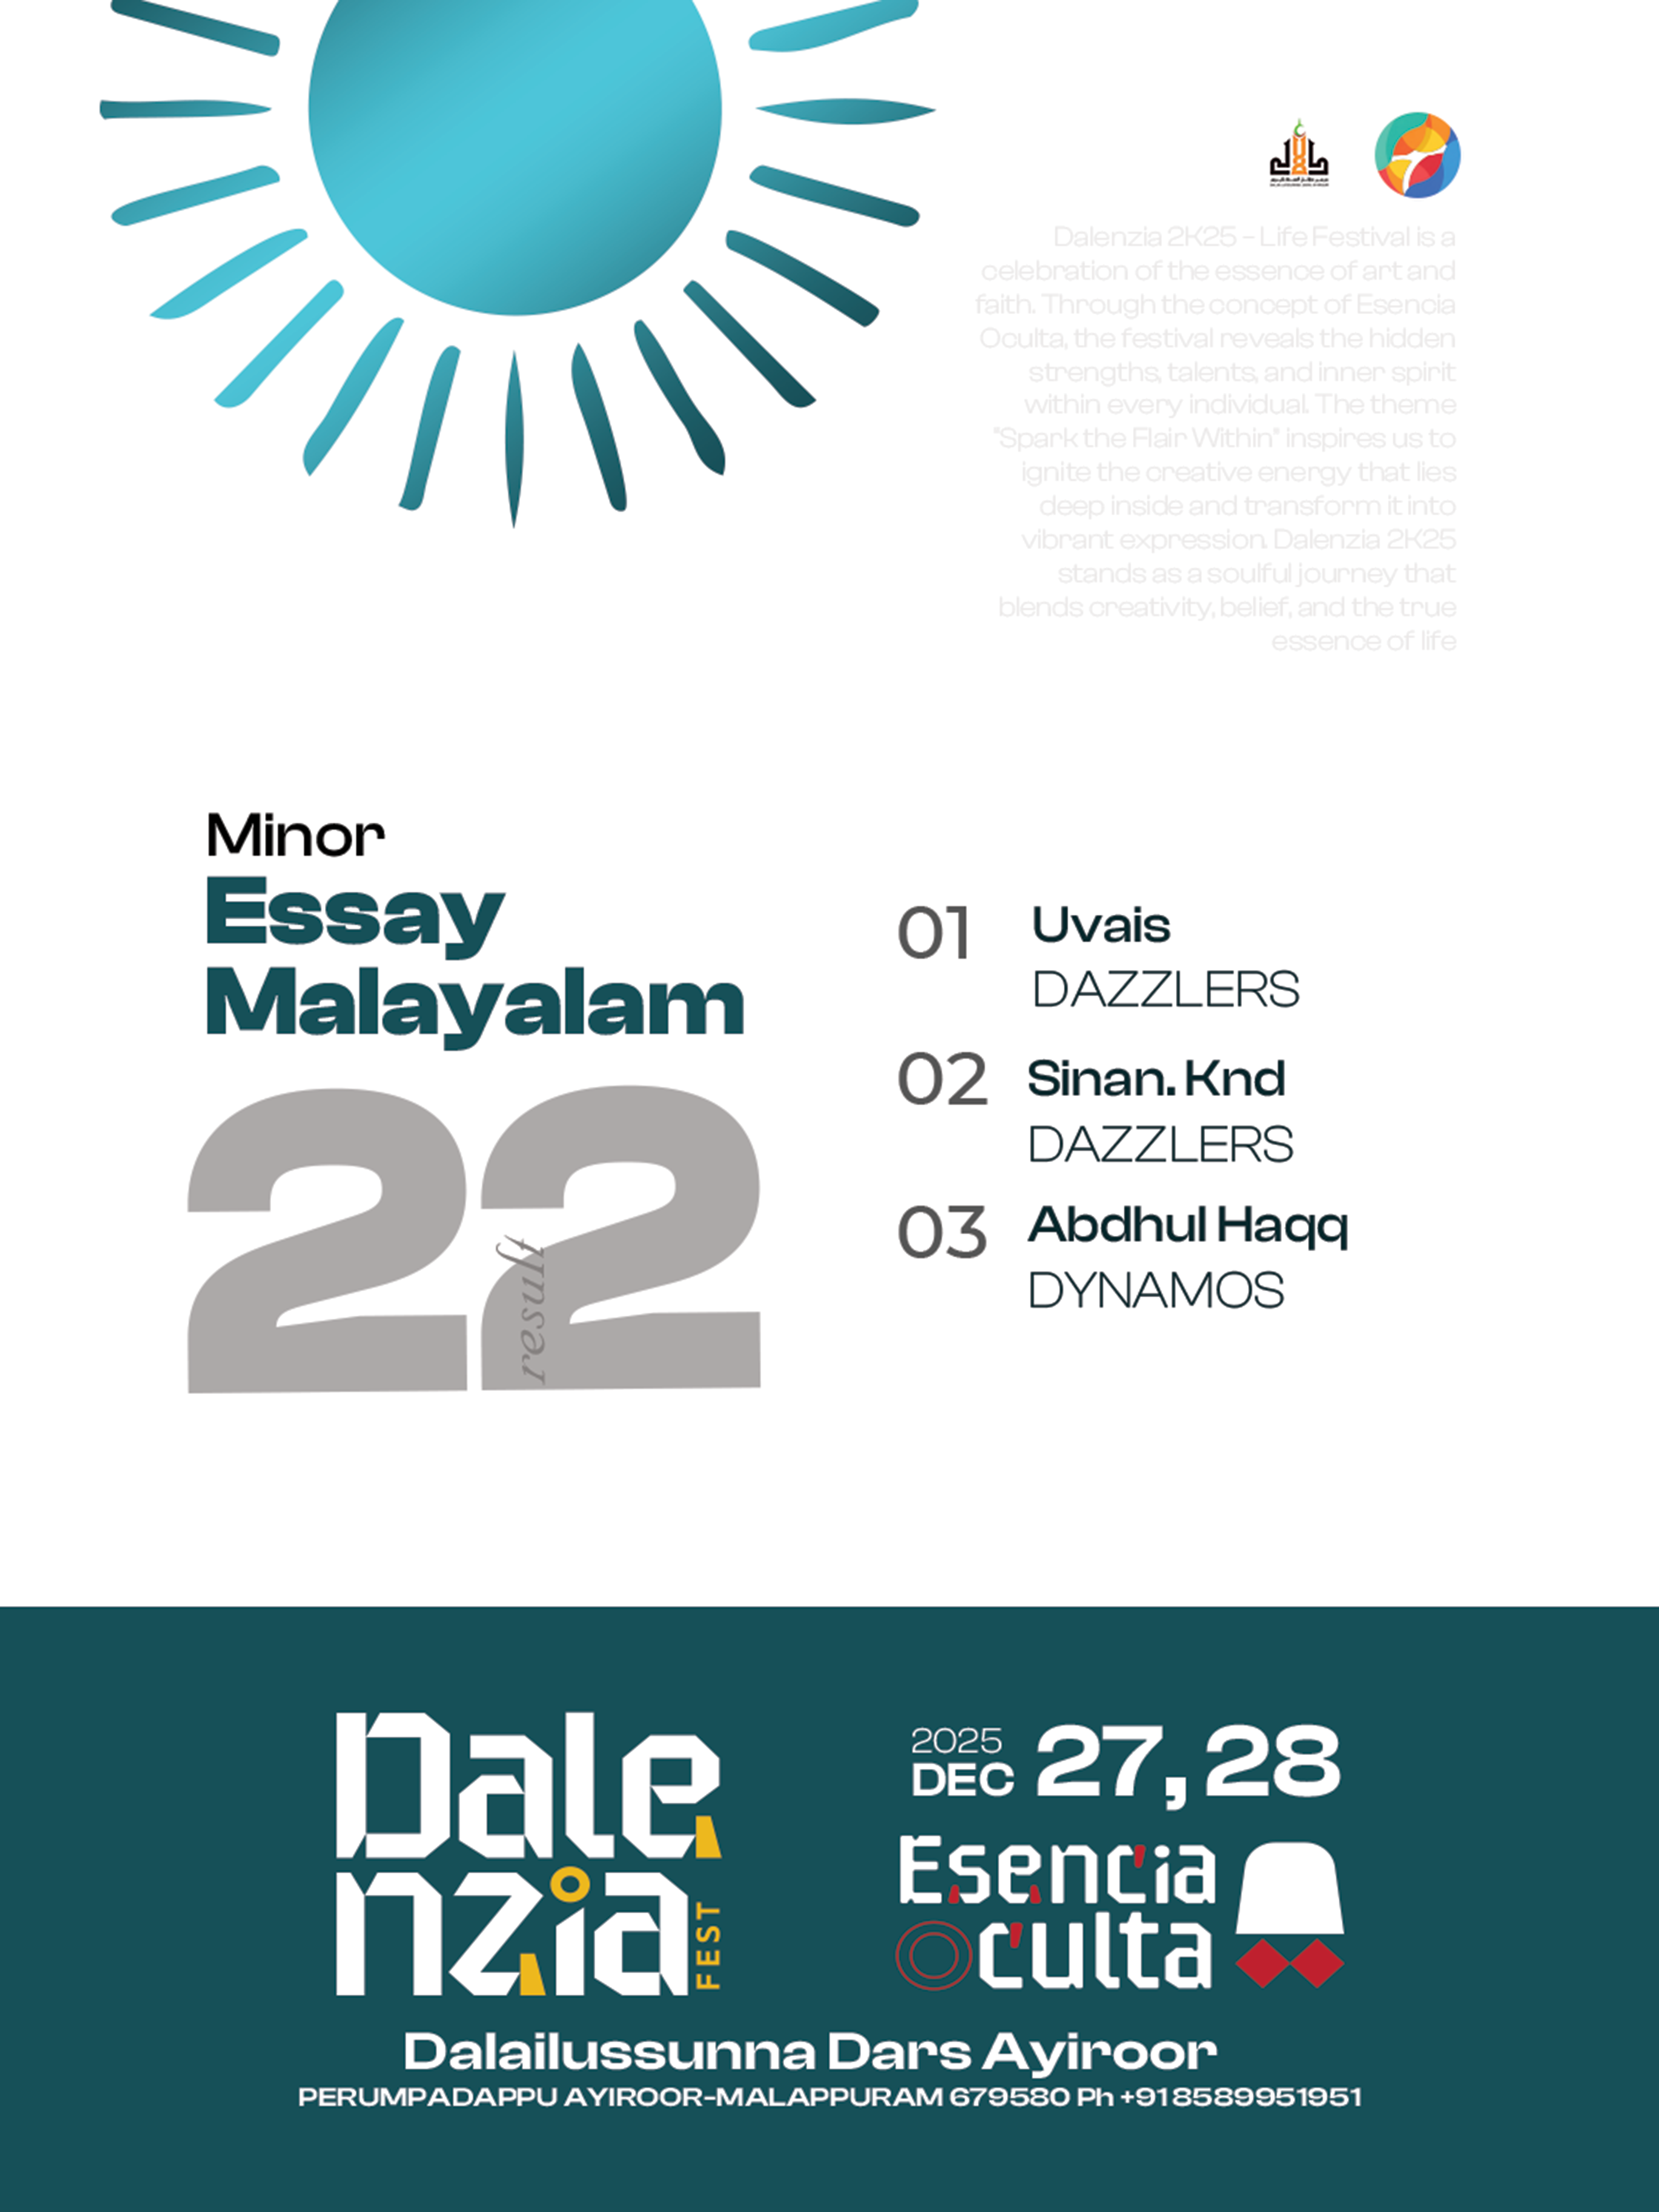 Dalenzia 2K25 – Life Festival is a
celebration of the essence of art and
faith. Through the concept of Esencia
Oculta, the festival reveals the hidden
strengths, talents, and inner spirit
within every individual. The theme
"Spark the Flair Within" inspires us to
ignite the creative energy that lies
deep inside and transform it into
vibrant expression. Dalenzia 2K25
stands as a soulful journey that
blends creativity, belief, and the true
essence of life
Minor
Essay
Malayalam
22
result
01 Uvais
DAZZLERS
02 Sinan. Knd
DAZZLERS
03 Abdhul Haqq
DYNAMOS
Dale
nzia
FEST
2025
DEC 27, 28
Esencia
Oculta
Dalailussunna Dars Ayiroor
PERUMPADAPPU AYIROOR-MALAPPURAM 679580 Ph +918589951951